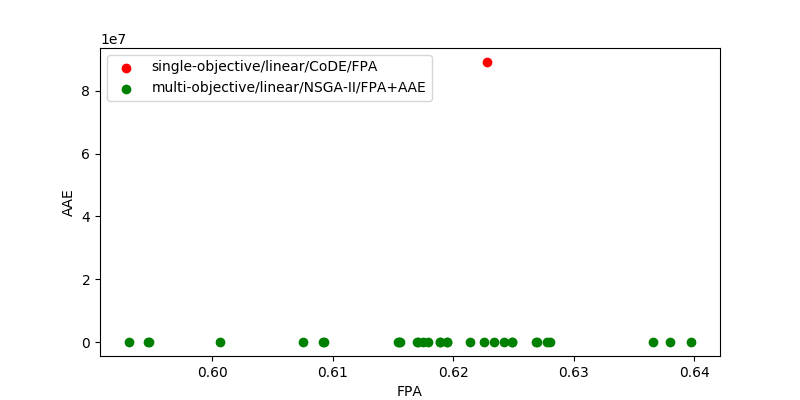 1e7
single-objective/linear/CoDE/FPA
multi-objective/linear/NSGA-II/FPA+AAE
8
6
4
2
0
AAE
0.60 0.61 0.62 0.63 0.64
FPA